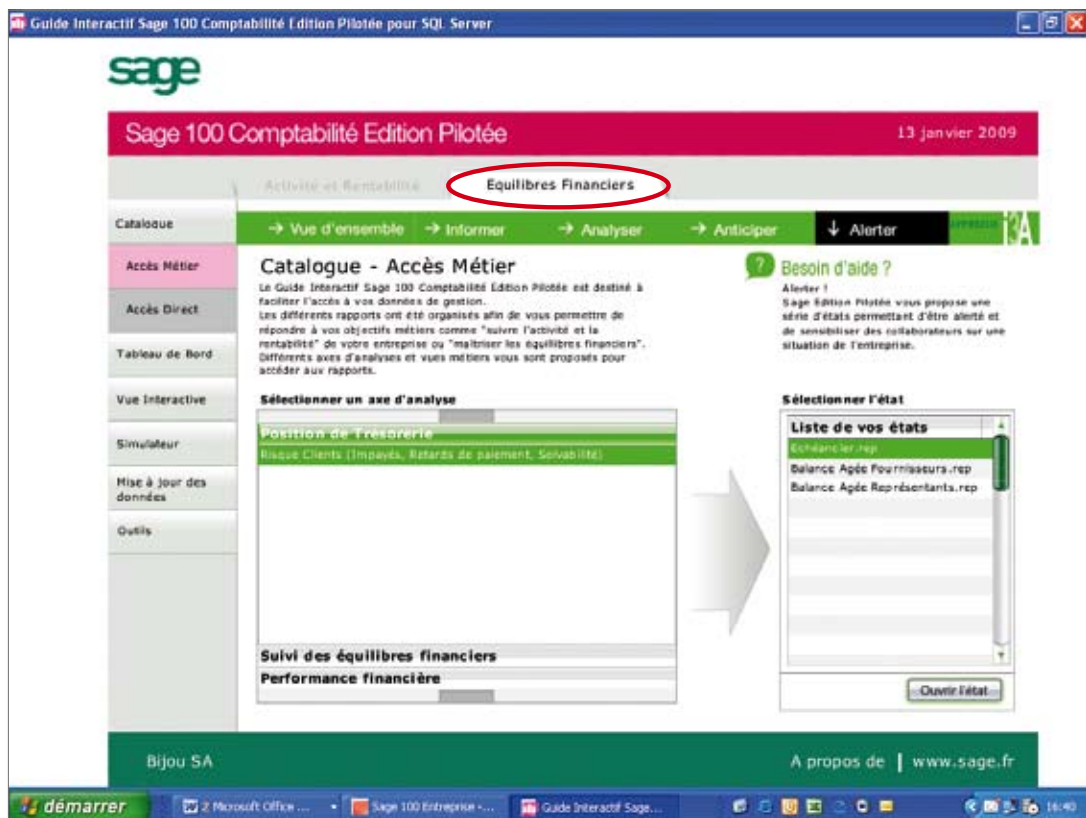 Guide Interactif Sage 100 Comptabilité Edition Pilotée pour SQL Server
sage
Sage 100 Comptabilité Edition Pilotée
13 janvier 2009
Activité et Rentabilité
Equilibres Financiers
Catalogue
→ Vue d'ensemble → Informer → Analyser → Anticiper ↓ Alerter
i3A
Accès Métier
Accès Direct
Tableau de Bord
Vue Interactive
Simulateur
Mise à jour des
données
Outils
Catalogue - Accès Métier
Le Guide Interactif Sage 100 Comptabilité Edition Pilotée est destiné à
faciliter l'accès à vos données de gestion.
Les différents rapports ont été organisés afin de vous permettre de
répondre à vos objectifs métiers comme "suivre l'activité et la
rentabilité" de votre entreprise ou "maîtriser les équilibres financiers".
Différents axes d'analyses et vues métiers vous sont proposés pour
accéder aux rapports.
? Besoin d'aide ?
Alerter !
Sage Edition Pilotée vous propose une
série d'états permettant d'être alerté et
de sensibiliser des collaborateurs sur une
situation de l'entreprise.
Sélectionner un axe d'analyse
Position de Trésorerie
Risque Clients (Impayés, Retards de paiement, Solvabilité)
Suivi des équilibres financiers
Performance financière
Sélectionner l'état
Liste de vos états
Echéancier.rep
Balance Agée Fournisseurs.rep
Balance Agée Représentants.rep
Ouvrir l'état
Bijou SA
A propos de | www.sage.fr
démarrer
2 Microsoft Office ...
Sage 100 Entreprise -...
Guide Interactif Sage...
16:40